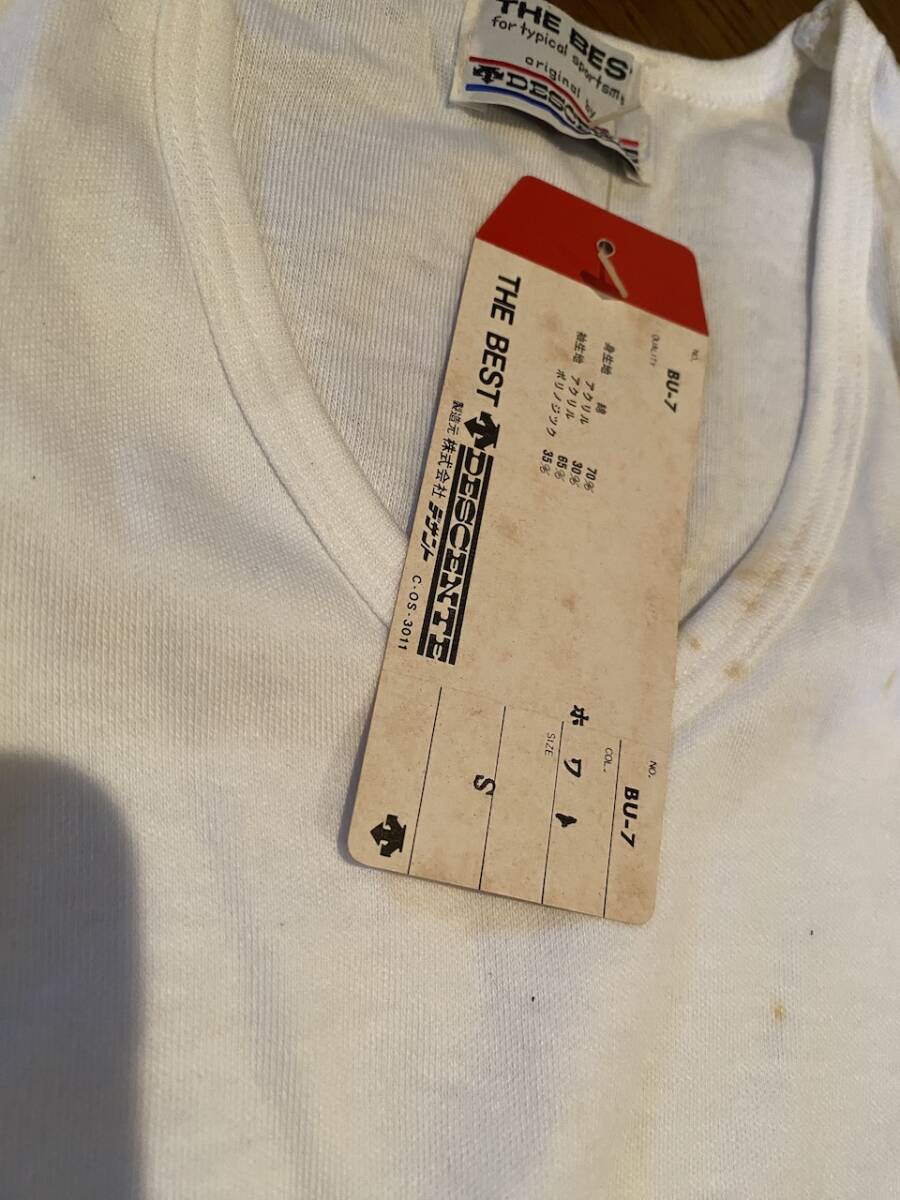 THE BES
for typical sportsm
original by
DESCE
NO. BU-7
QUALITY
身生地 綿 70%
アクリル 30%
袖生地 アクリル 65%
ポリノジック 35%
THE BEST DESCENTE
製造元 株式会社 デサント C-OS-3011
NO. BU-7
COL.
ホワイト
SIZE
S